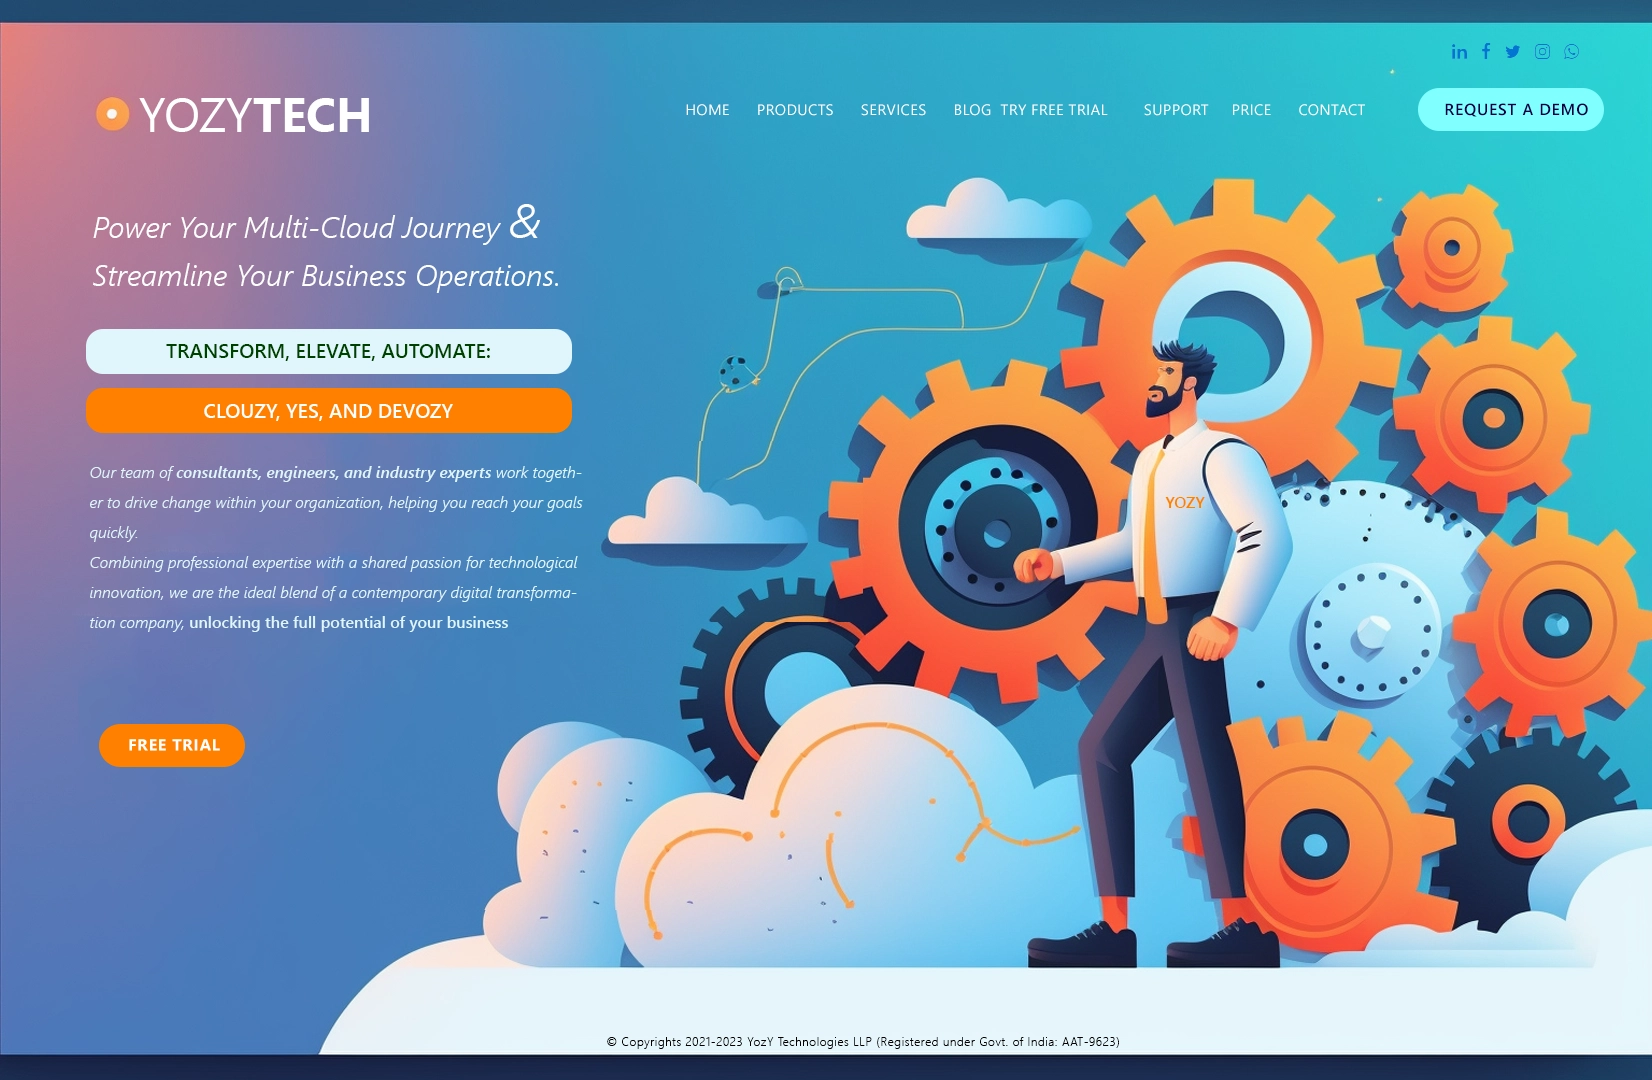 YOZYTECH
HOME PRODUCTS SERVICES BLOG TRY FREE TRIAL SUPPORT PRICE CONTACT REQUEST A DEMO
Power Your Multi-Cloud Journey &
Streamline Your Business Operations.
TRANSFORM, ELEVATE, AUTOMATE:
CLOUZY, YES, AND DEVOZY
Our team of consultants, engineers, and industry experts work togeth-
er to drive change within your organization, helping you reach your goals
quickly.
Combining professional expertise with a shared passion for technological
innovation, we are the ideal blend of a contemporary digital transforma-
tion company, unlocking the full potential of your business
YOZY
FREE TRIAL
© Copyrights 2021-2023 YozY Technologies LLP (Registered under Govt. of India: AAT-9623)